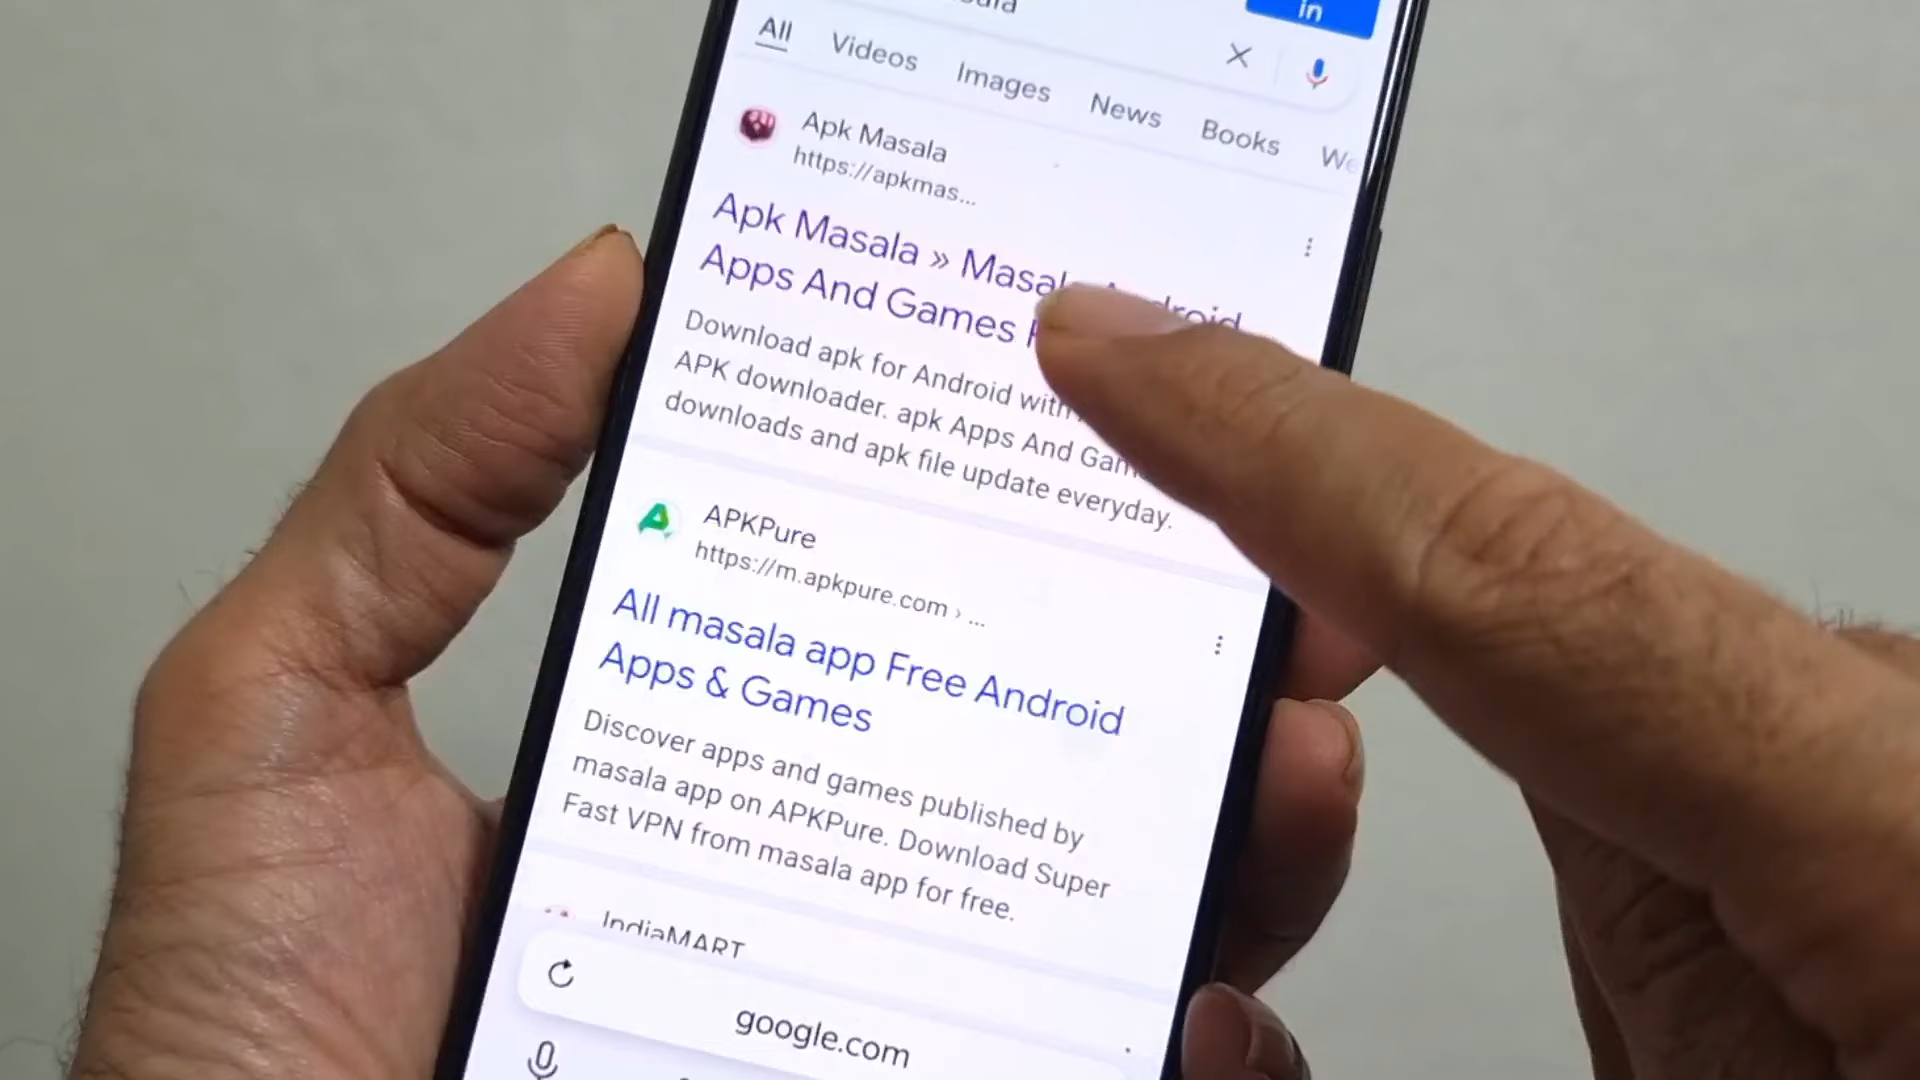 in
All Videos Images News Books
Apk Masala
https://apkmas...
Apk Masala » Masala Android
Apps And Games
Download apk for Android with
APK downloader. apk Apps And
downloads and apk file update everyday.
APKPure
https://m.apkpure.com › ...
All masala app Free Android
Apps & Games
Discover apps and games published by
masala app on APKPure. Download Super
Fast VPN from masala app for free.
IndiaMART
google.com